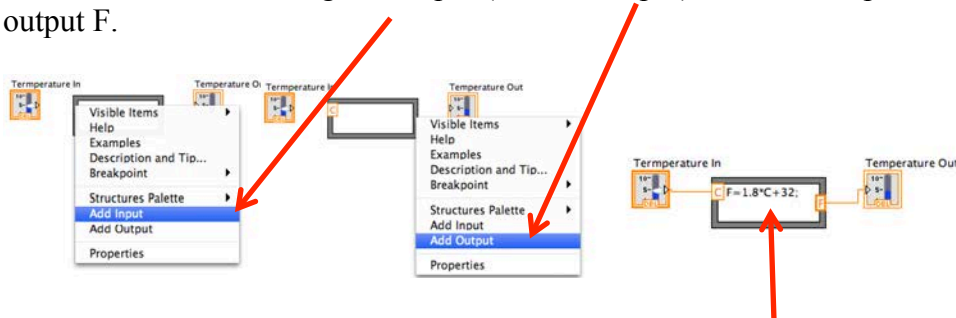 output F.
Termperature In
Temperature O
Termperature I
Temperature Out
Visible Items
Help
Examples
Description and Tip...
Breakpoint
Structures Palette
Add Input
Add Output
Properties
C
Visible Items
Help
Examples
Description and Tip...
Breakpoint
Structures Palette
Add Input
Add Output
Properties
Termperature In
Temperature Out
C
F=1.8*C+32;
F